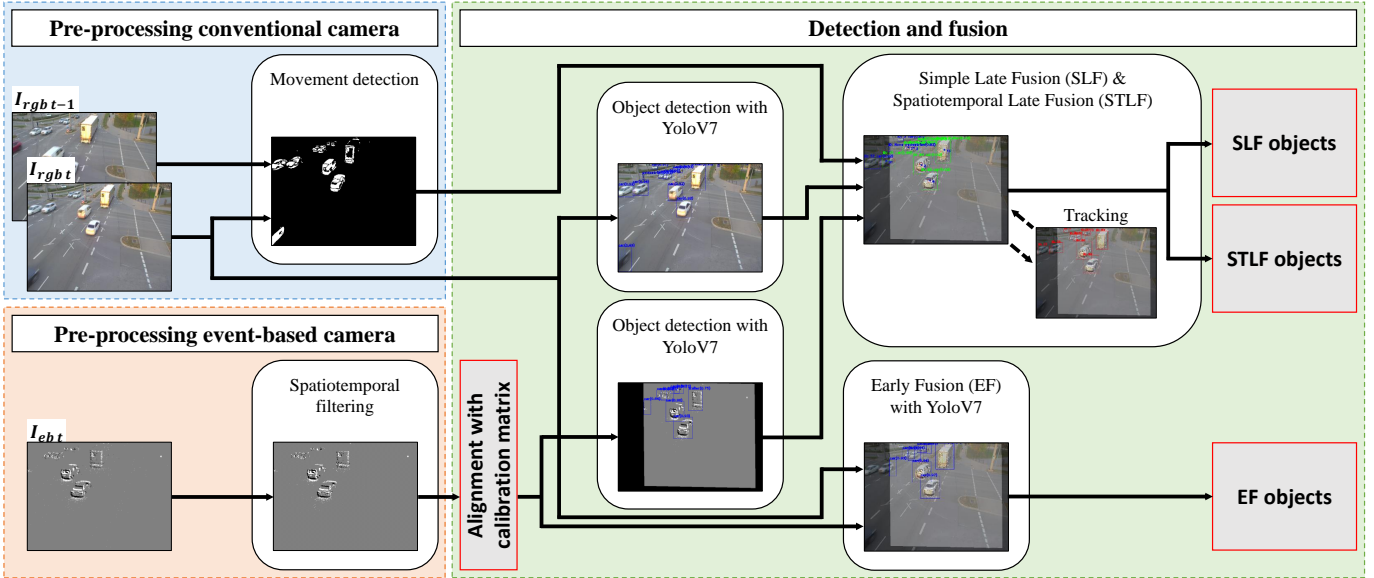 Pre-processing conventional camera
I_rgb t−1
I_rgb t
Movement detection
Pre-processing event-based camera
I_eb t
Spatiotemporal
filtering
Detection and fusion
Alignment with
calibration matrix
Object detection with
YoloV7
Object detection with
YoloV7
Simple Late Fusion (SLF) &
Spatiotemporal Late Fusion (STLF)
Tracking
Early Fusion (EF)
with YoloV7
SLF objects
STLF objects
EF objects